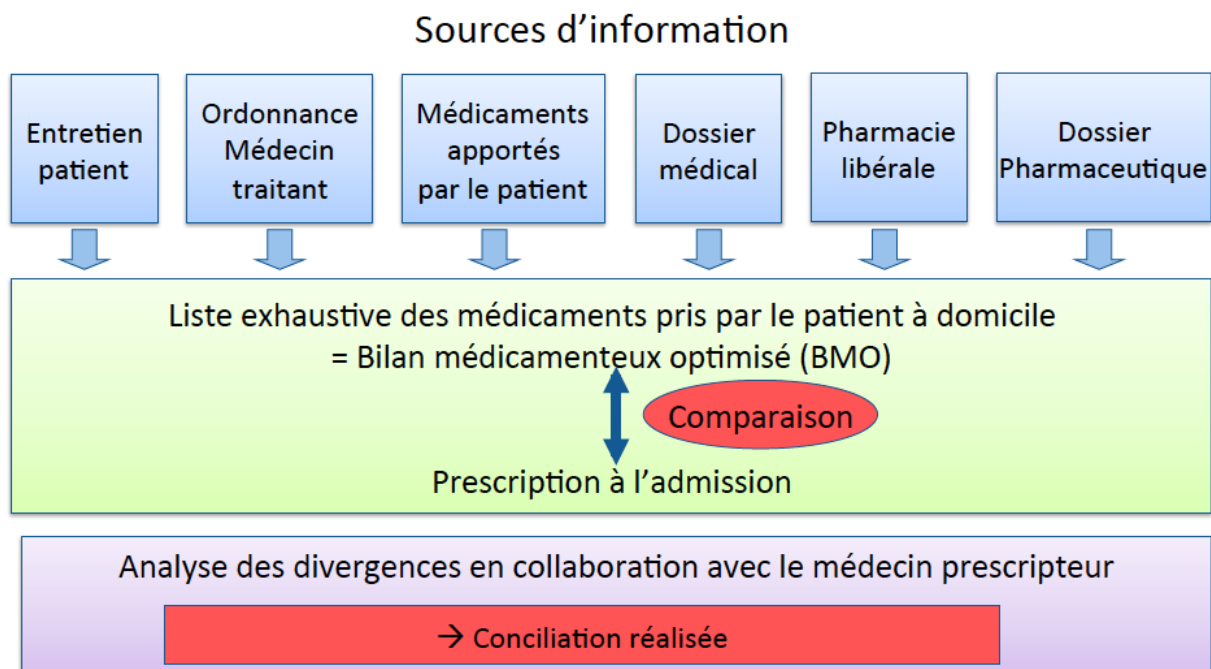 Sources d'information
Entretien
patient
Ordonnance
Médecin
traitant
Médicaments
apportés
par le patient
Dossier
médical
Pharmacie
libérale
Dossier
Pharmaceutique
Liste exhaustive des médicaments pris par le patient à domicile
= Bilan médicamenteux optimisé (BMO)
Comparaison
Prescription à l'admission
Analyse des divergences en collaboration avec le médecin prescripteur
→ Conciliation réalisée